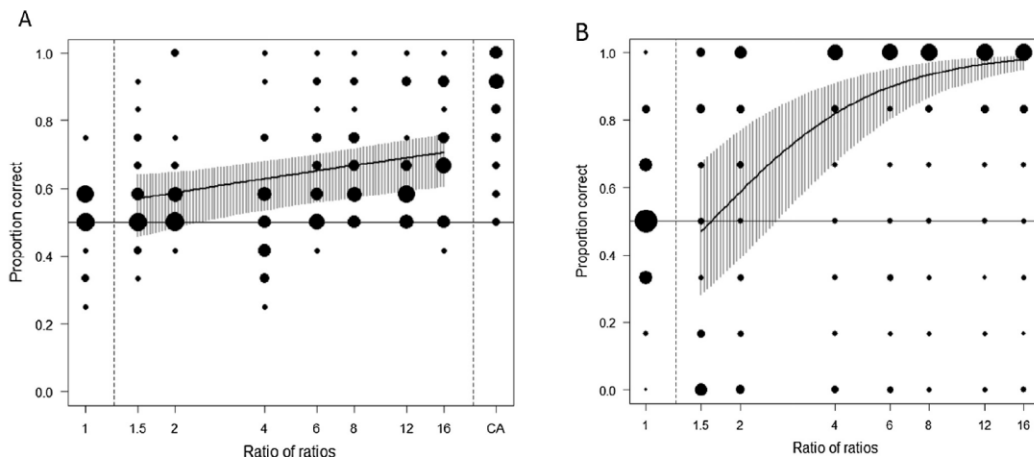 A
Proportion correct
1.0
0.8
0.6
0.4
0.2
0.0
1 1.5 2 4 6 8 12 16 CA
Ratio of ratios
B
Proportion correct
1.0
0.8
0.6
0.4
0.2
0.0
1 1.5 2 4 6 8 12 16
Ratio of ratios